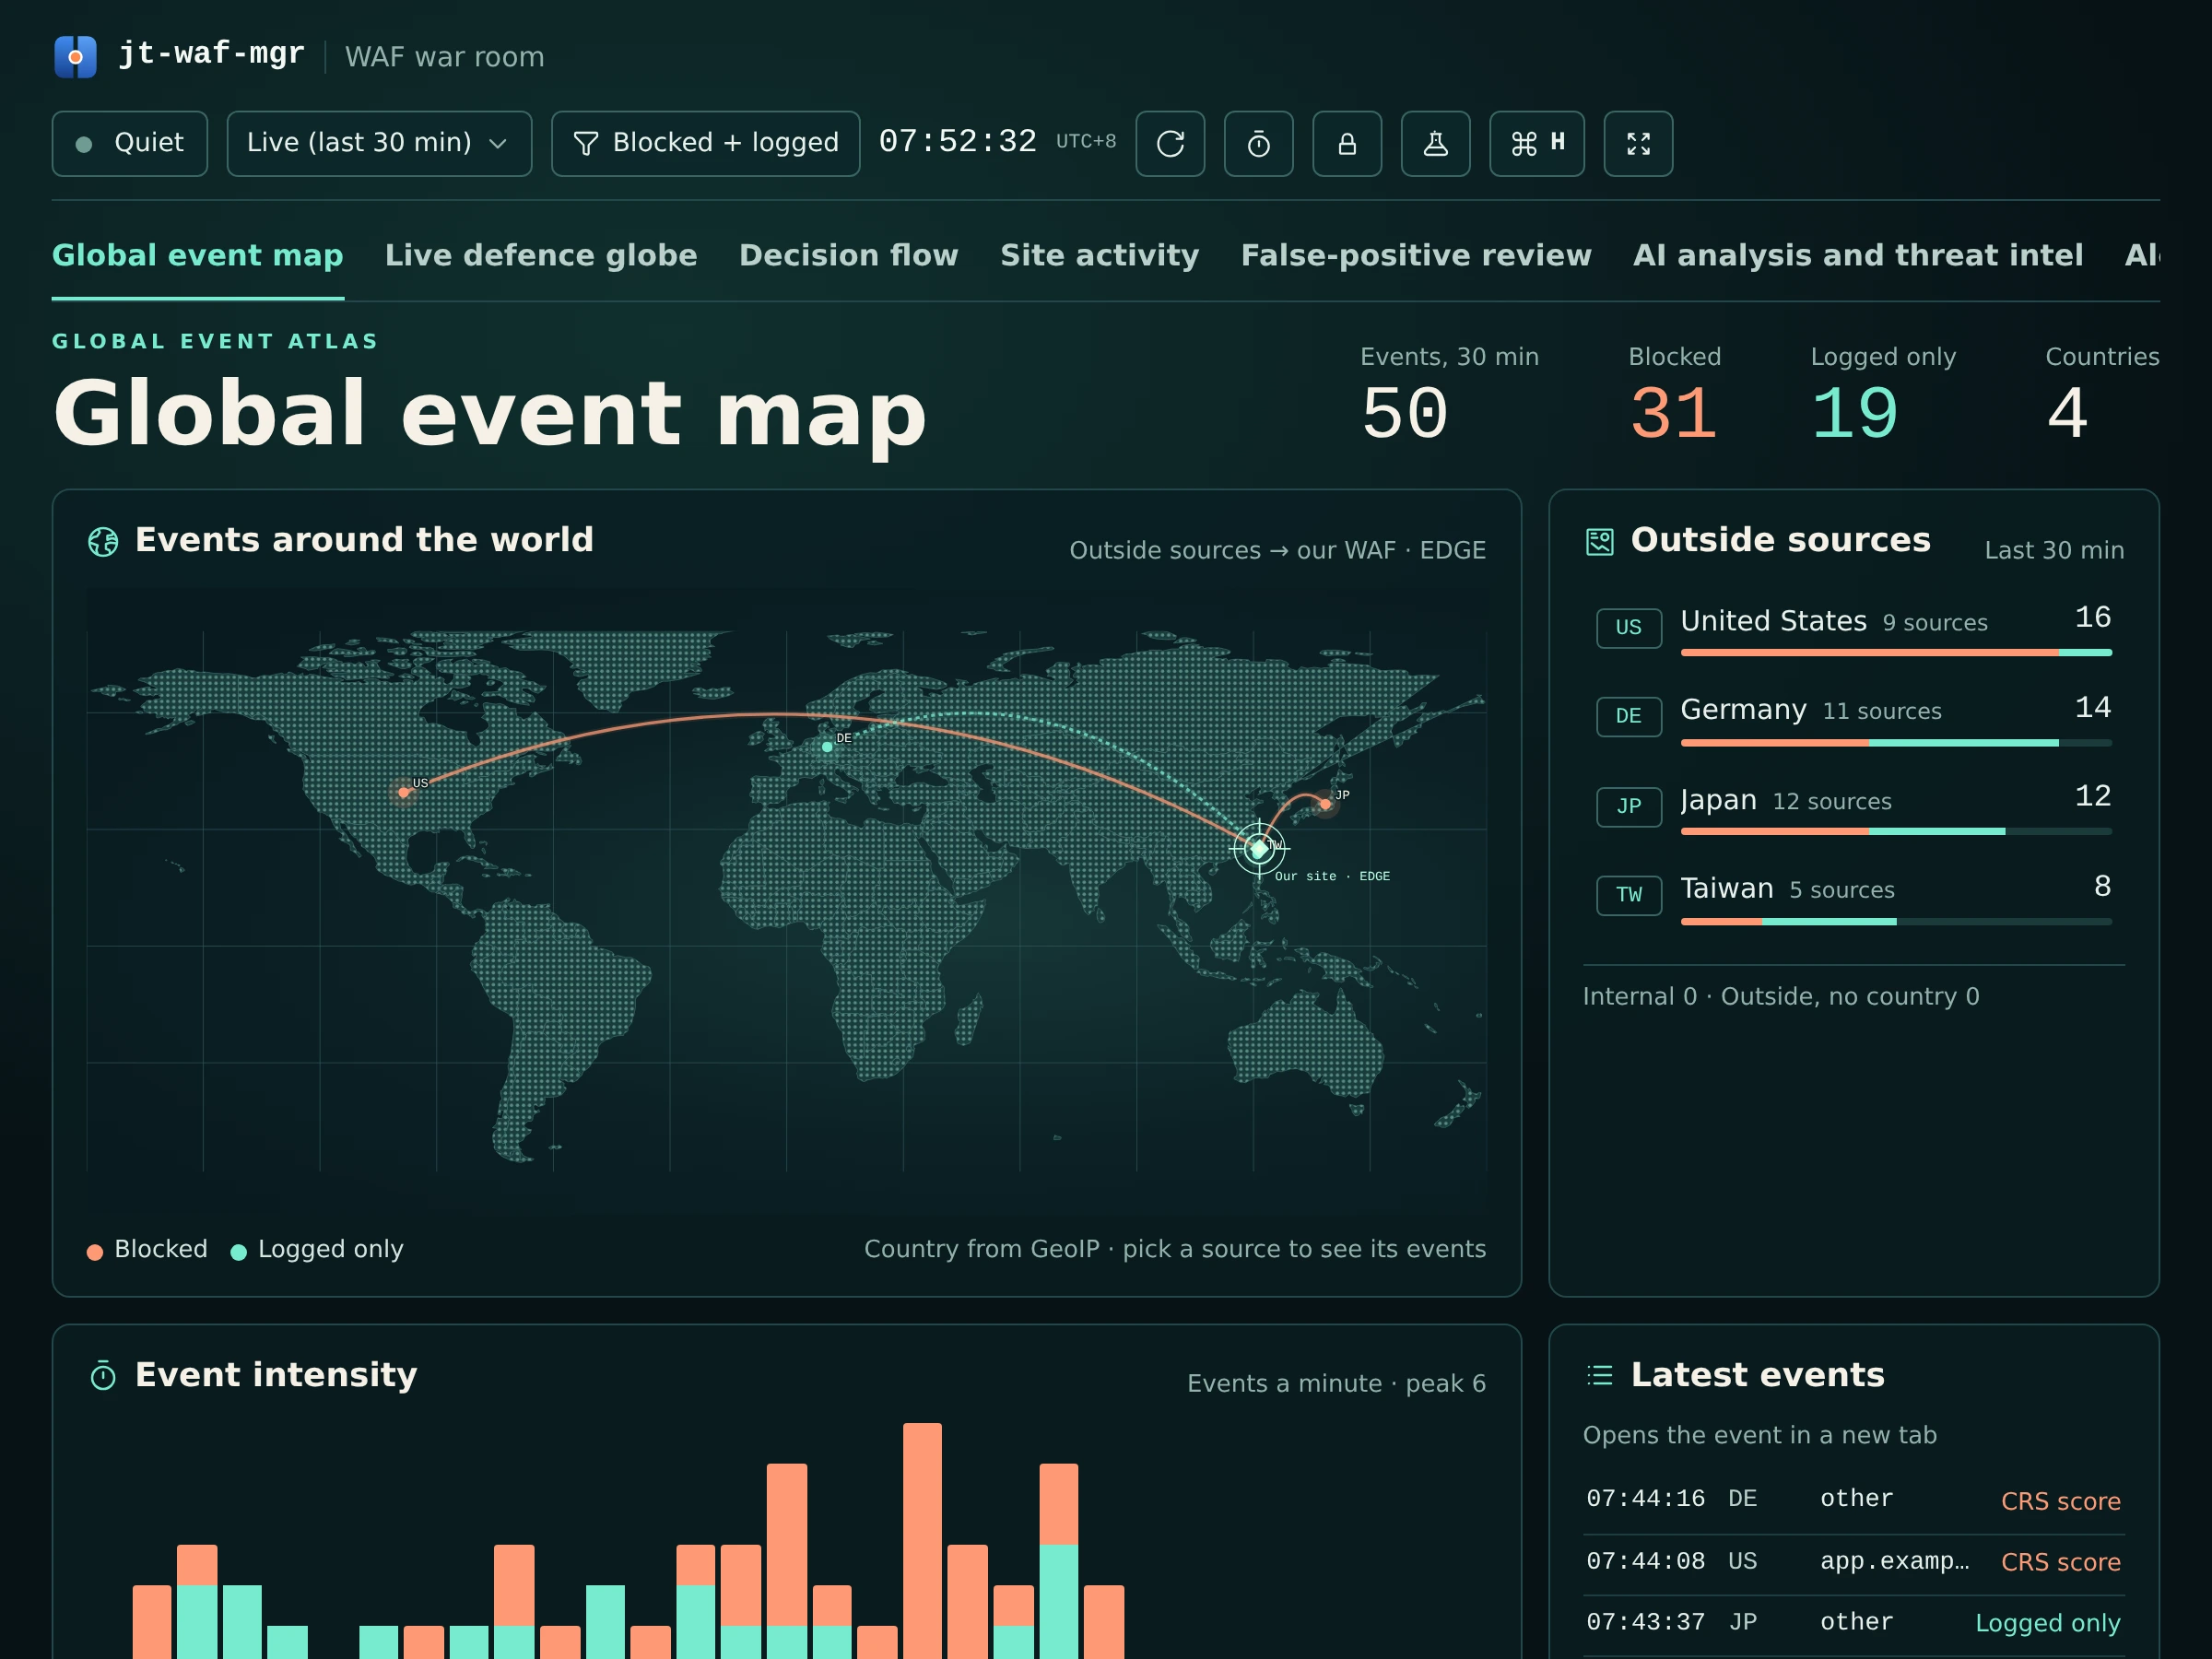 jt-waf-mgr WAF war room
Quiet Live (last 30 min) Blocked + logged 07:52:32 UTC+8 H
Global event map Live defence globe Decision flow Site activity False-positive review AI analysis and threat intel
GLOBAL EVENT ATLAS
Global event map
Events, 30 min Blocked Logged only Countries
50 31 19 4
Events around the world Outside sources → our WAF · EDGE
DE
US
JP
TW
Our site · EDGE
Blocked Logged only Country from GeoIP · pick a source to see its events
Outside sources Last 30 min
US United States 9 sources 16
DE Germany 11 sources 14
JP Japan 12 sources 12
TW Taiwan 5 sources 8
Internal 0 · Outside, no country 0
Event intensity Events a minute · peak 6
Latest events
Opens the event in a new tab
07:44:16 DE other CRS score
07:44:08 US app.examp… CRS score
07:43:37 JP other Logged only